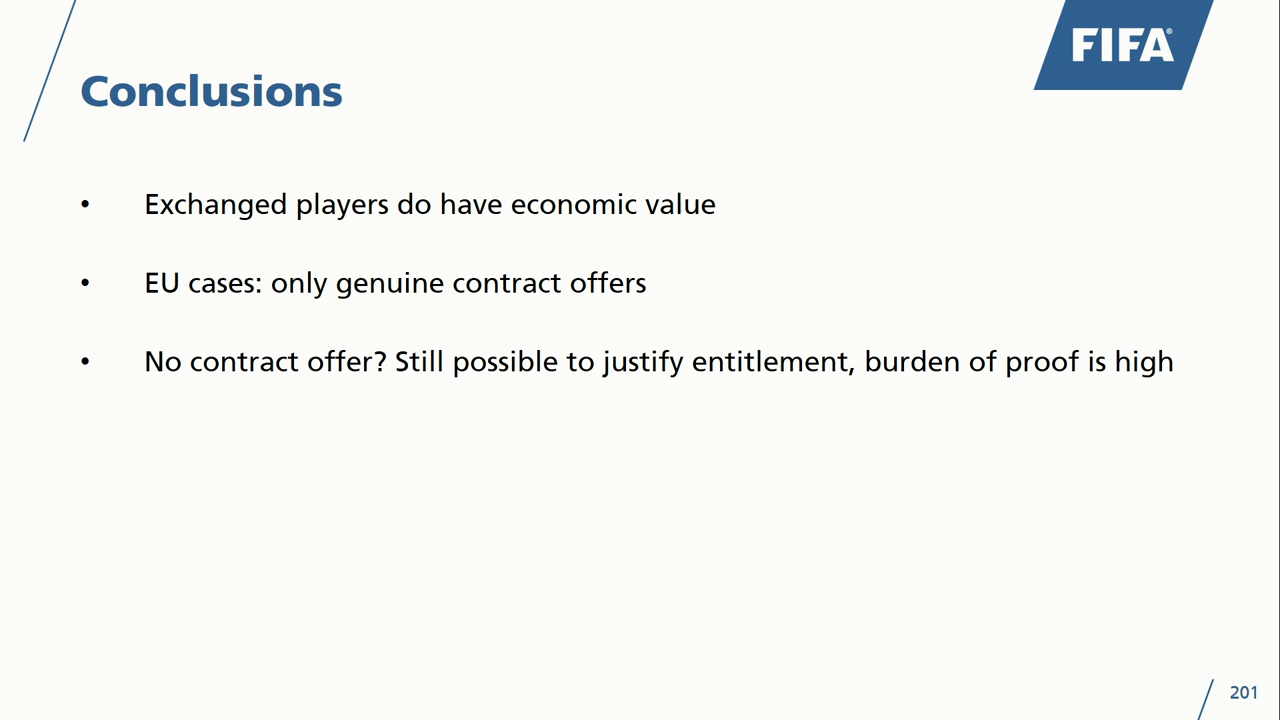 FIFA®
Conclusions
• Exchanged players do have economic value
• EU cases: only genuine contract offers
• No contract offer? Still possible to justify entitlement, burden of proof is high
201